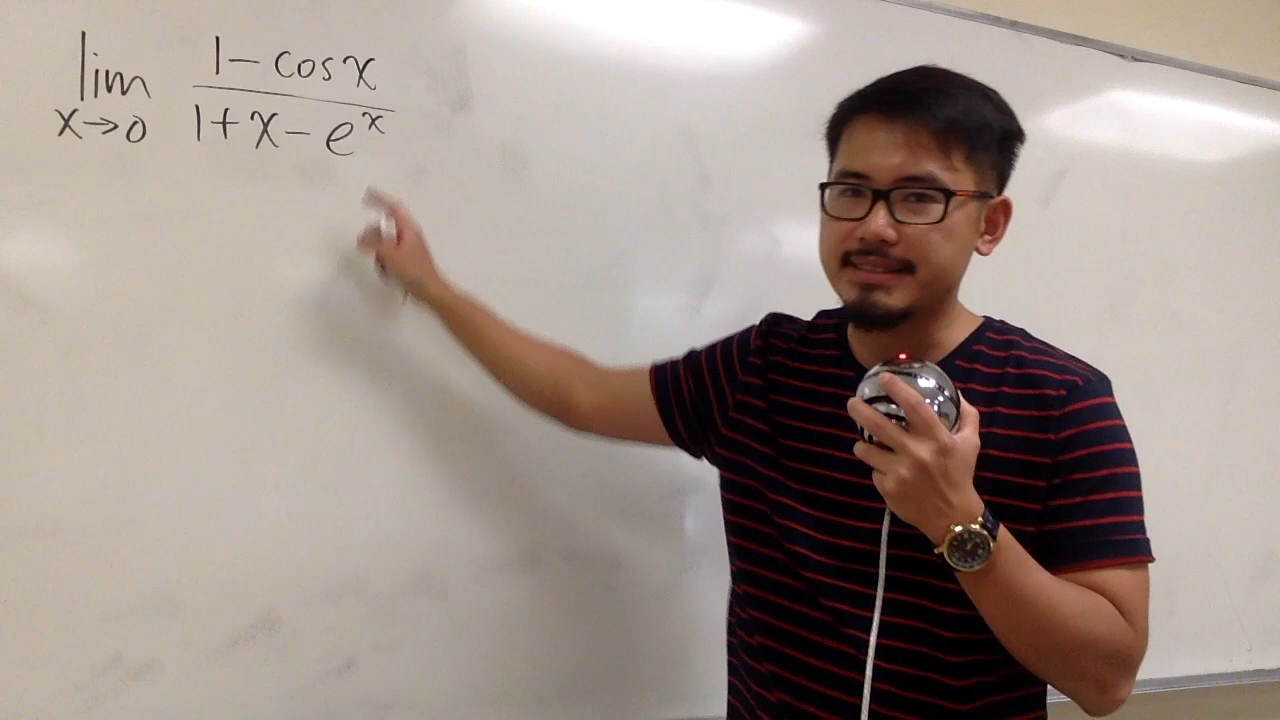 lim x→0 (1 - cos x) / (1 + x - e^x)